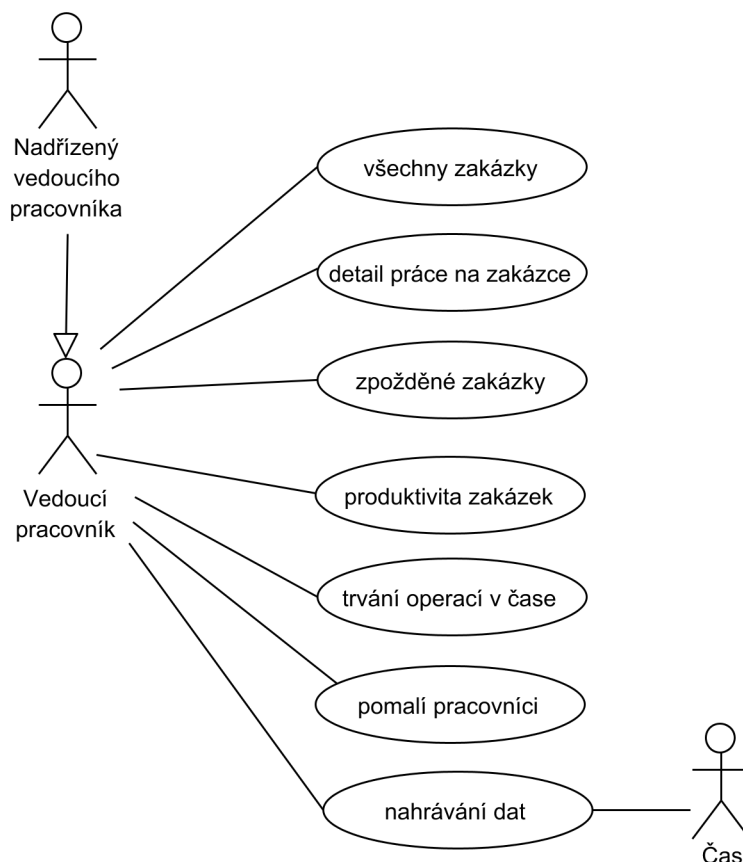 Nadřízený
vedoucího
pracovníka
všechny zakázky
detail práce na zakázce
zpožděné zakázky
Vedoucí
pracovník
produktivita zakázek
trvání operací v čase
pomalí pracovníci
nahrávání dat
Čas